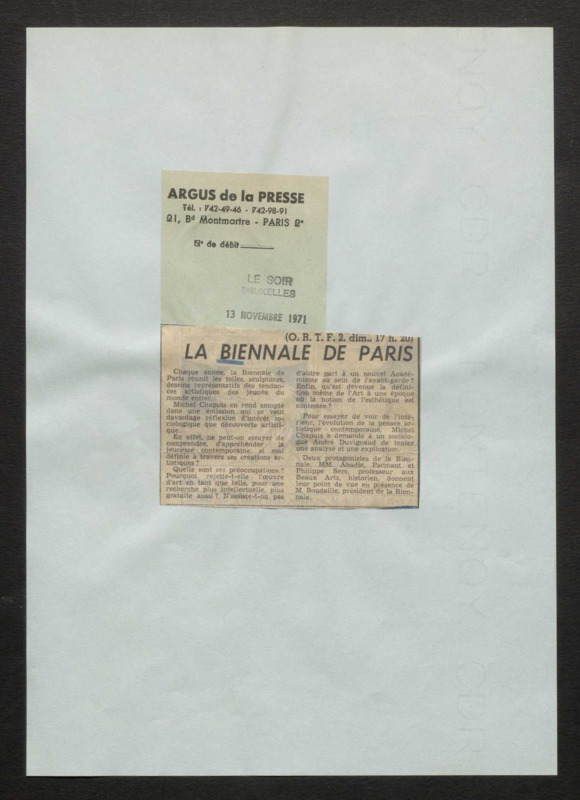 ARGUS de la PRESSE
Tél. : 742-49-46 - 742-98-91
21, Bd Montmartre - PARIS 2e
N° de débit
LE SOIR
BRUXELLES
13 NOVEMBRE 1971
(O. R. T. F. 2, dim., 17 h. 20)
LA BIENNALE DE PARIS
Chaque année, la Biennale de
Paris réunit les toiles, sculptures,
dessins représentatifs des tendan-
ces artistiques des jeunes du
monde entier.
Michel Chapuis en rend compte
dans une émission qui se veut
davantage réflexion d'intérêt so-
ciologique que découverte artisti-
que.
En effet, ne peut-on essayer de
comprendre, d'appréhender la
jeunesse contemporaine, si mal
définie à travers ses créations ar-
tistiques ?
Quelle sont ses préoccupations ?
Pourquoi rejette-t-elle l'œuvre
d'art en tant que telle, pour une
recherche plus intellectuelle, plus
gratuite aussi ? N'assiste-t-on pas
d'autre part à un nouvel Acadé-
misme au sein de l'avant-garde ?
Enfin, qu'est devenue la défini-
tion même de l'Art à une époque
où la notion de l'esthétique est
contestée ?
Pour essayer de voir de l'inté-
rieur, l'évolution de la pensée ar-
tistique contemporaine, Michel
Chapuis a demandé à un sociolo-
gue André Duvignaud de tenter
une analyse et une explication.
Deux protagonistes de la Bien-
nale, MM. Abadie, Pacmant et
Philippe Sers, professeur aux
Beaux Arts, historien, donnent
leur point de vue en présence de
M. Boudaille, président de la Bien-
nale.